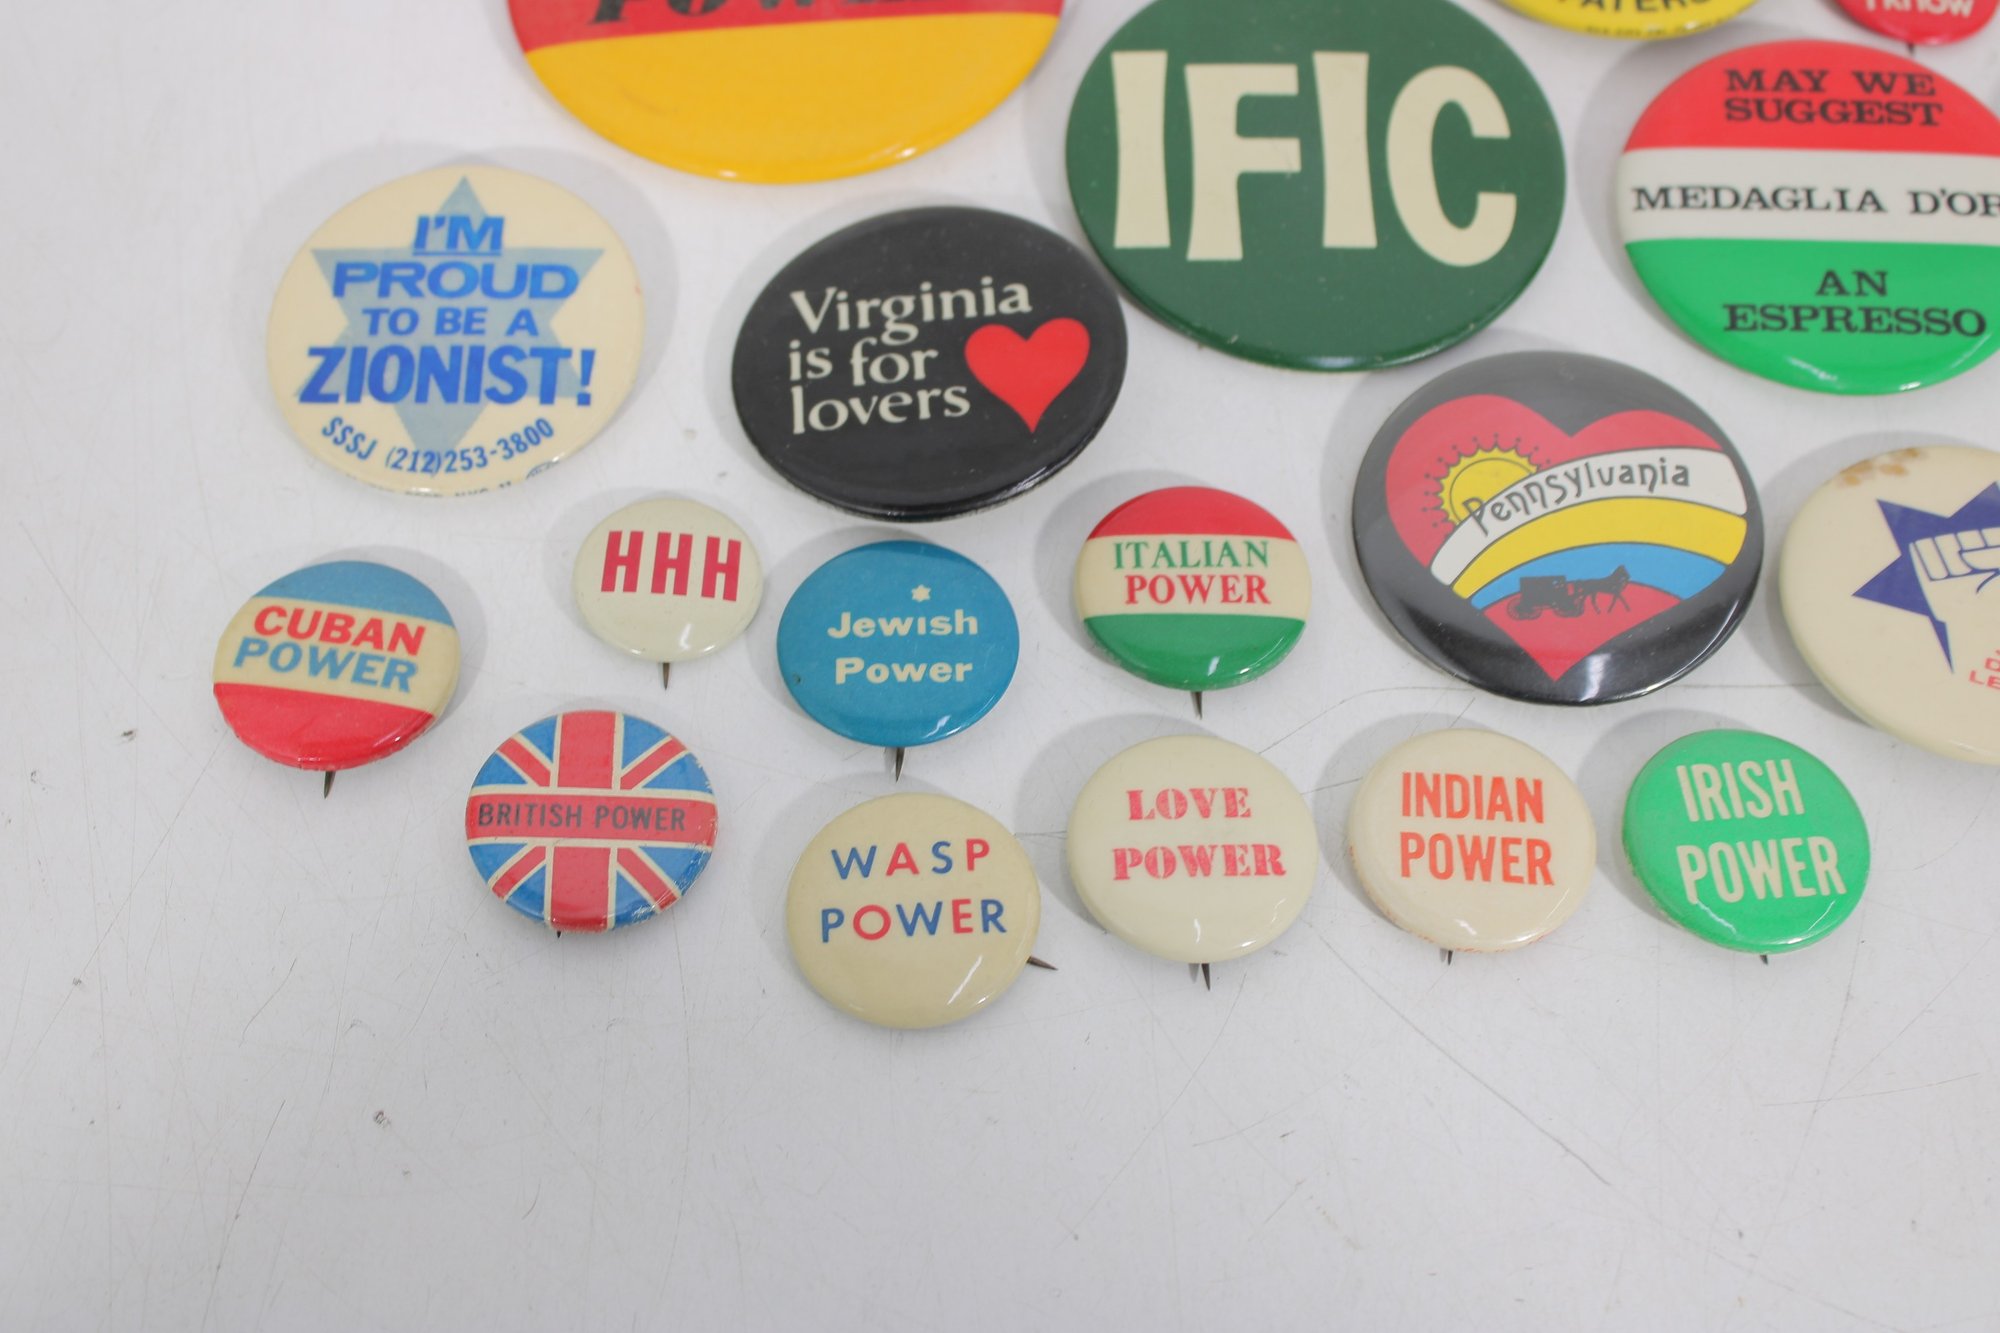 POWER
IFIC
I KNOW
MAY WE
SUGGEST
MEDAGLIA D'OR
AN
ESPRESSO
I'M
PROUD
TO BE A
ZIONIST!
SSSJ (212)253-3800
Virginia
is for
lovers
Pennsylvania
HHH
CUBAN
POWER
Jewish
Power
ITALIAN
POWER
BRITISH POWER
WASP
POWER
LOVE
POWER
INDIAN
POWER
IRISH
POWER